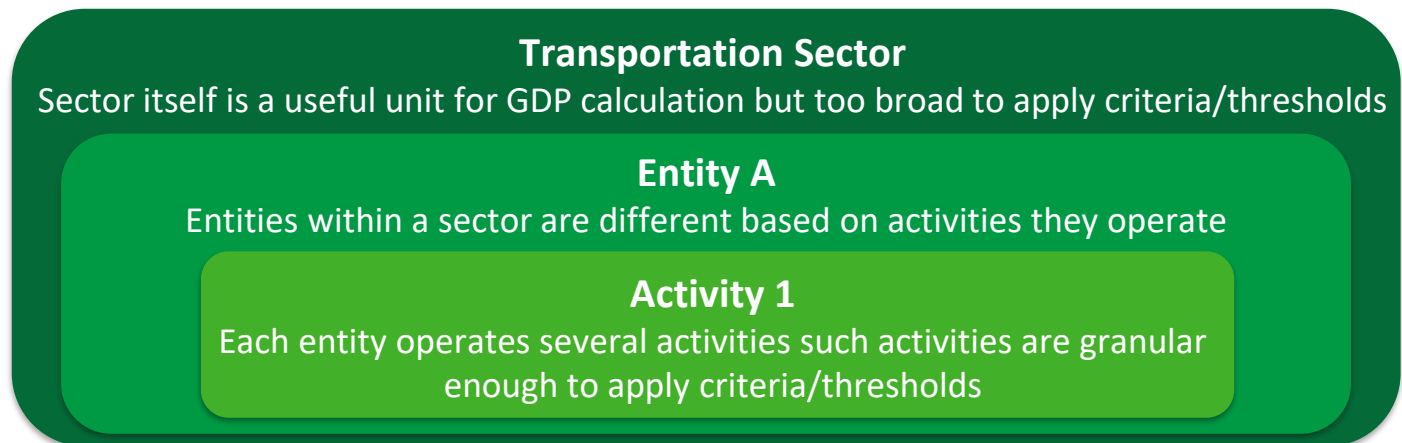 Transportation Sector
Sector itself is a useful unit for GDP calculation but too broad to apply criteria/thresholds
Entity A
Entities within a sector are different based on activities they operate
Activity 1
Each entity operates several activities such activities are granular
enough to apply criteria/thresholds